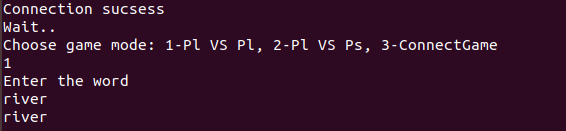 Connection sucsess
Wait..
Choose game mode: 1-Pl VS Pl, 2-Pl VS Ps, 3-ConnectGame
1
Enter the word
river
river